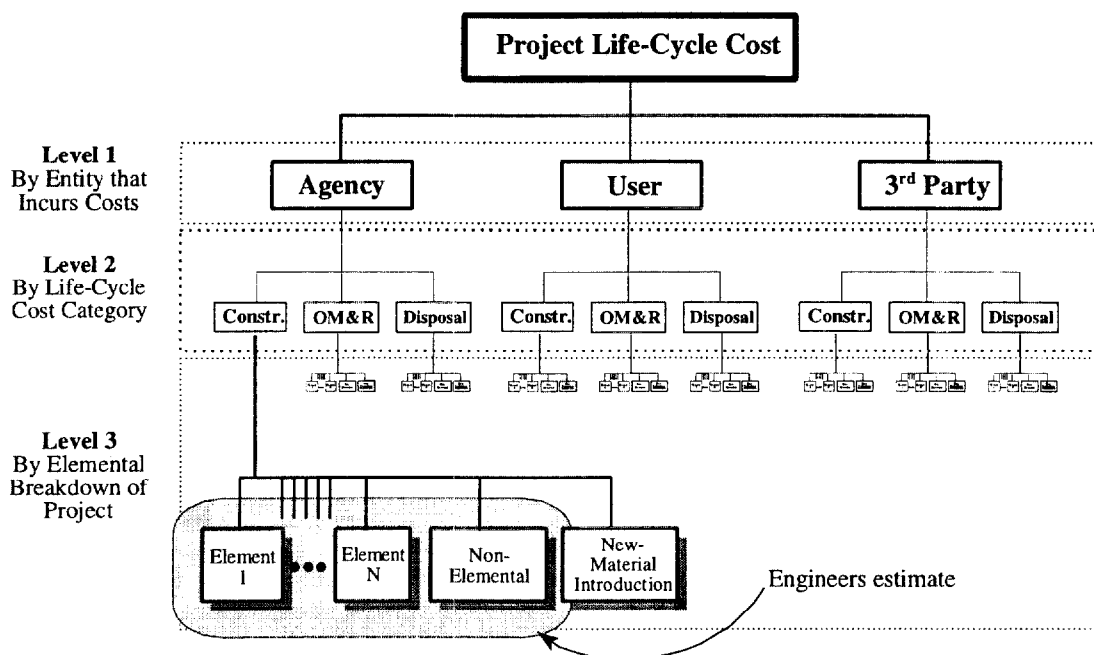 Project Life-Cycle Cost
Level 1
By Entity that
Incurs Costs
Agency
User
3rd Party
Level 2
By Life-Cycle
Cost Category
Constr.
OM&R
Disposal
Constr.
OM&R
Disposal
Constr.
OM&R
Disposal
Level 3
By Elemental
Breakdown of
Project
Element
1
Element
N
Non-
Elemental
New-
Material
Introduction
Engineers estimate